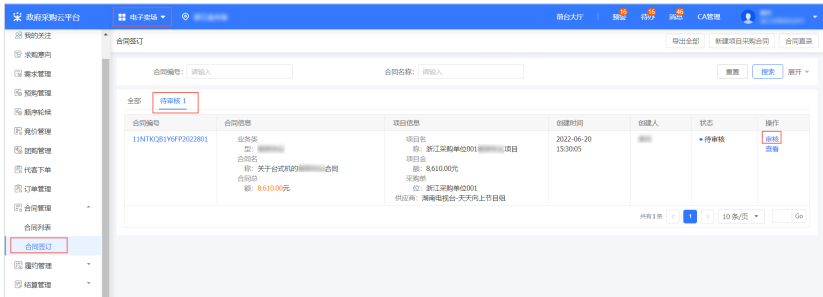 政府采购云平台
电子卖场
前台大厅
预警
16
待办
16
消息
46
CA管理
我的关注
求购意向
需求管理
预购管理
顺序轮候
竞价管理
团购管理
代客下单
订单管理
合同管理
合同列表
合同签订
履约管理
结算管理
合同签订
导出全部
新建项目采购合同
合同直录
合同编号：
请输入
合同名称：
请输入
重置
搜索
展开
全部
待审核 1
合同编号
合同信息
项目信息
创建时间
创建人
状态
操作
11NTKQB1Y6FP2022801
业务类
型：
合同名
称：关于台式机的
合同
合同总
额：8,610.00元
项目名
称：浙江采购单位001
项目
项目金
额：8,610.00元
采购单
位：浙江采购单位001
供应商：湖南电视台-天天向上节目组
2022-06-20
15:30:05
待审核
审核
查看
共有1条
1
10 条/页
Go